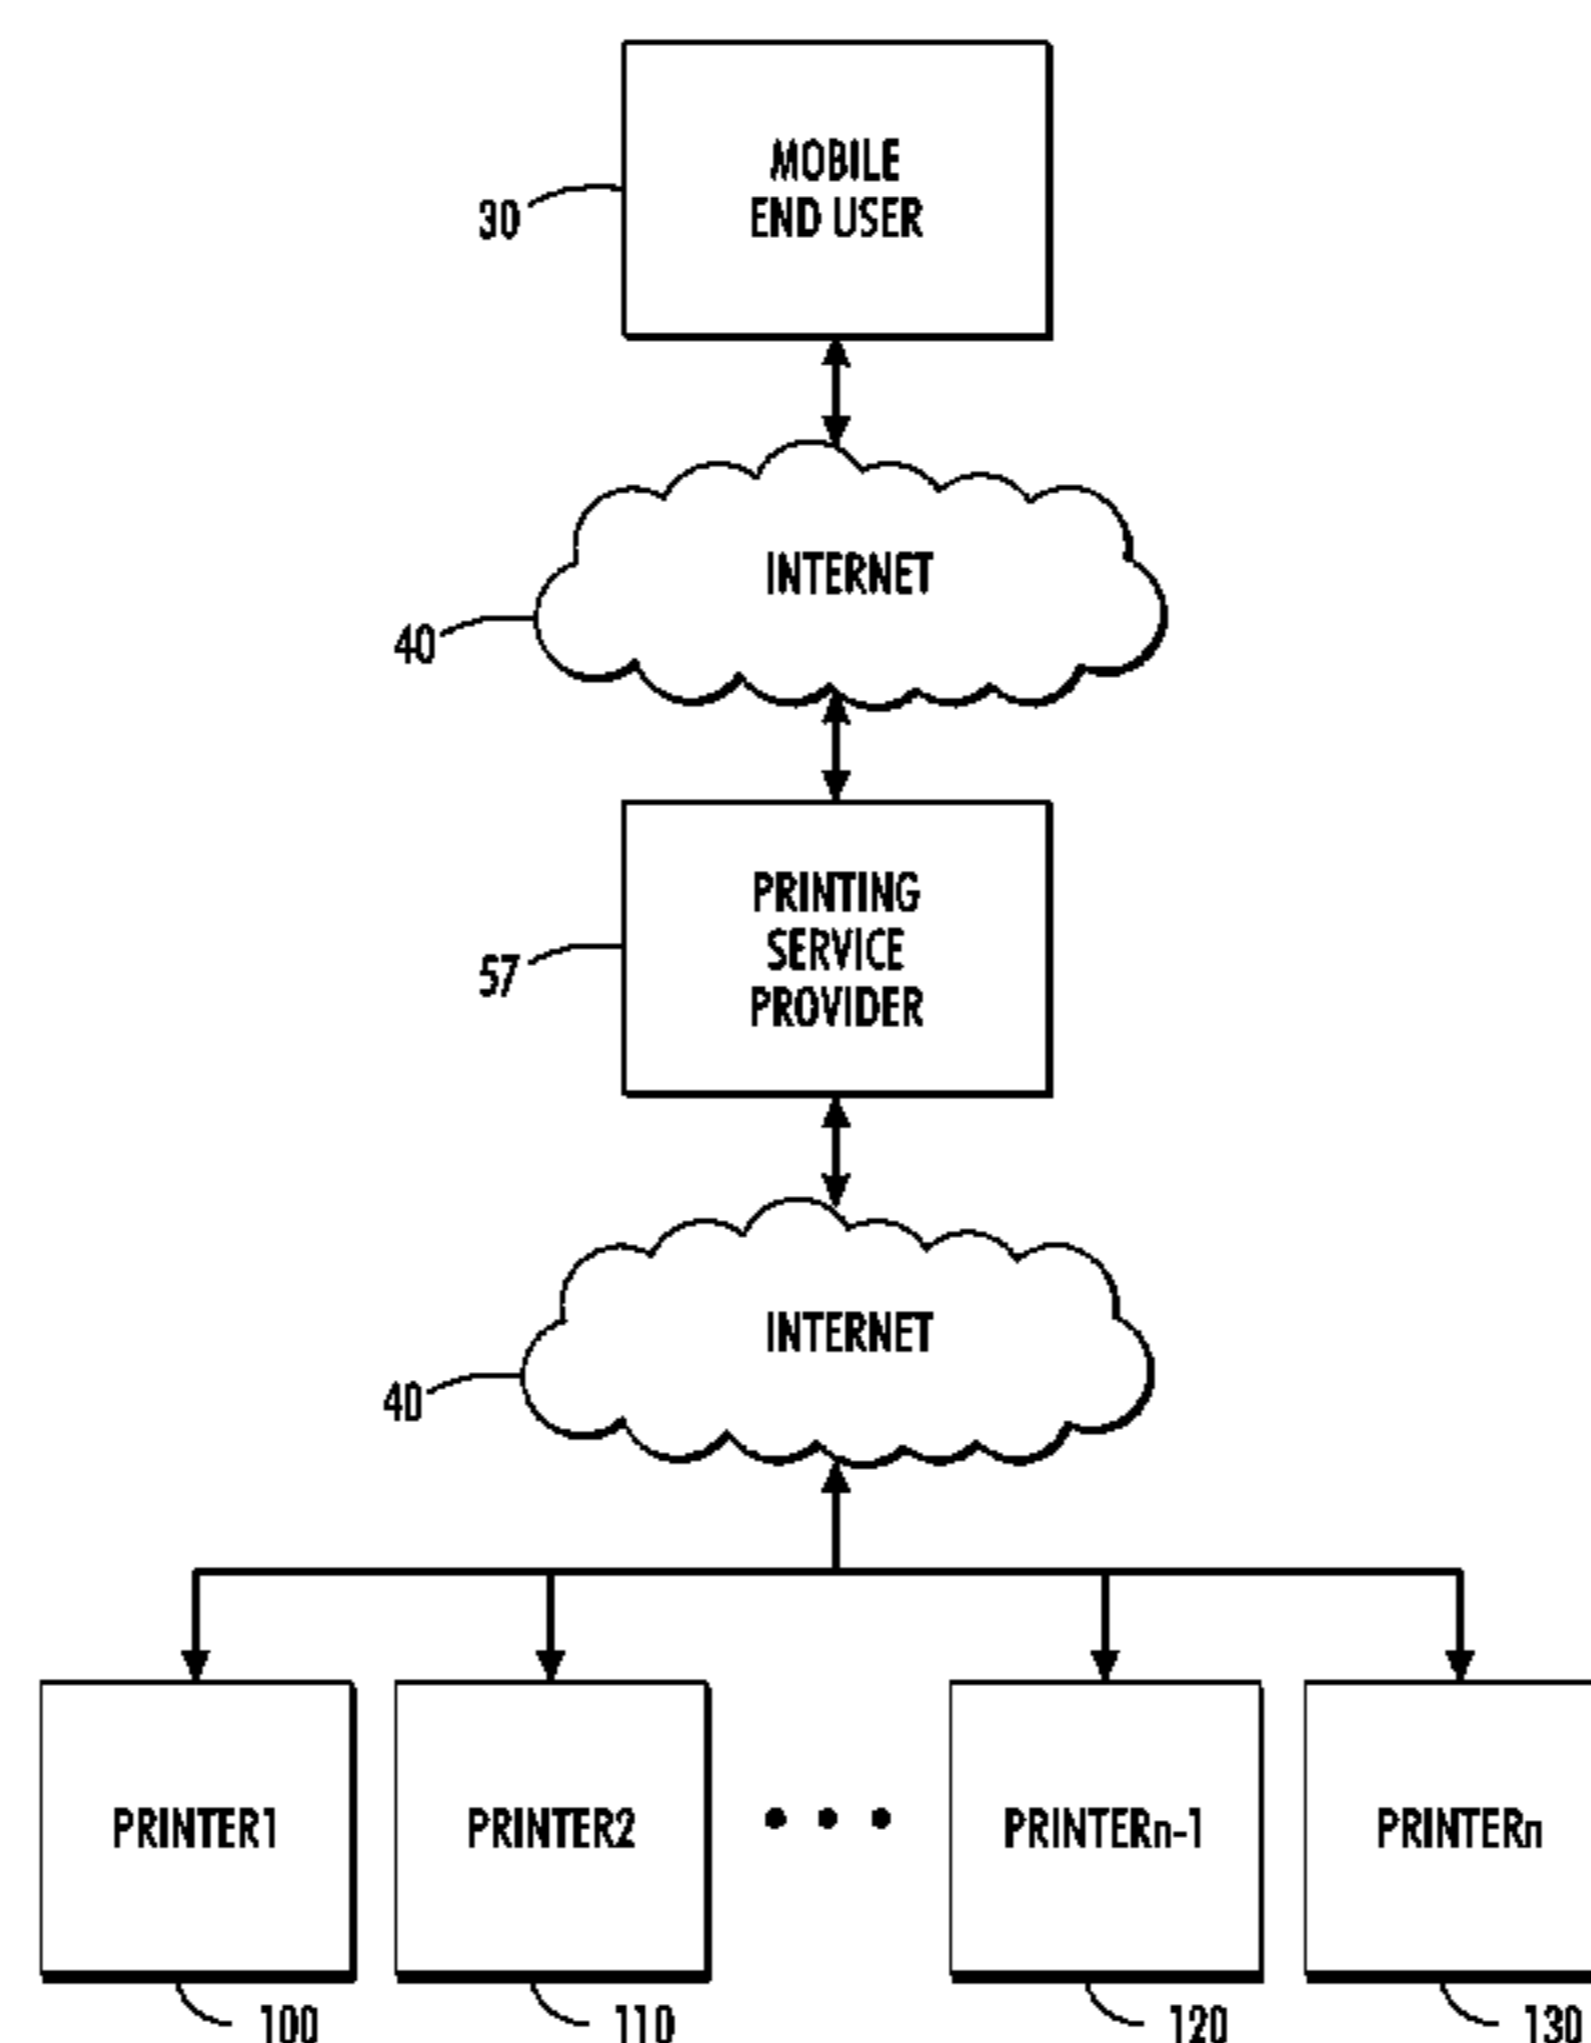 MOBILE
END USER
30
INTERNET
40
PRINTING
SERVICE
PROVIDER
57
INTERNET
40
PRINTER1
PRINTER2
PRINTERn-1
PRINTERn
100
110
120
130